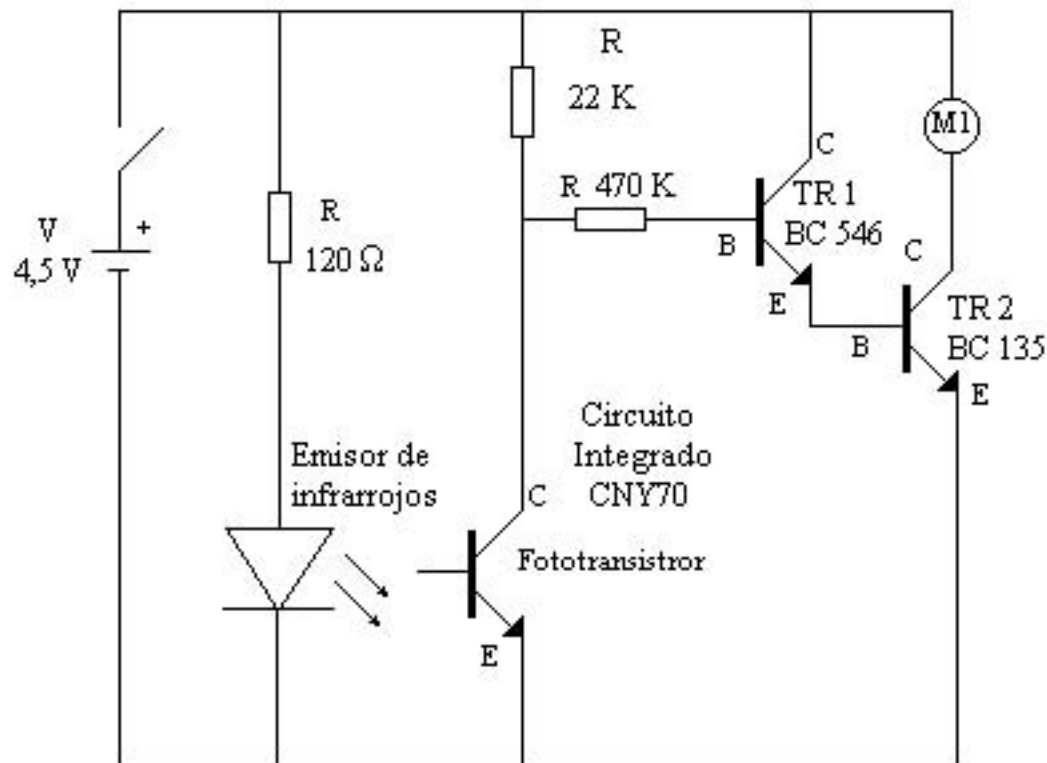 R
22 K
M1
C
R 470 K
TR 1
BC 546
V
4,5 V
+
R
120 Ω
B
E
C
TR 2
BC 135
B
E
Circuito
Integrado
CNY70
Emisor de
infrarrojos
C
Fototransistror
E